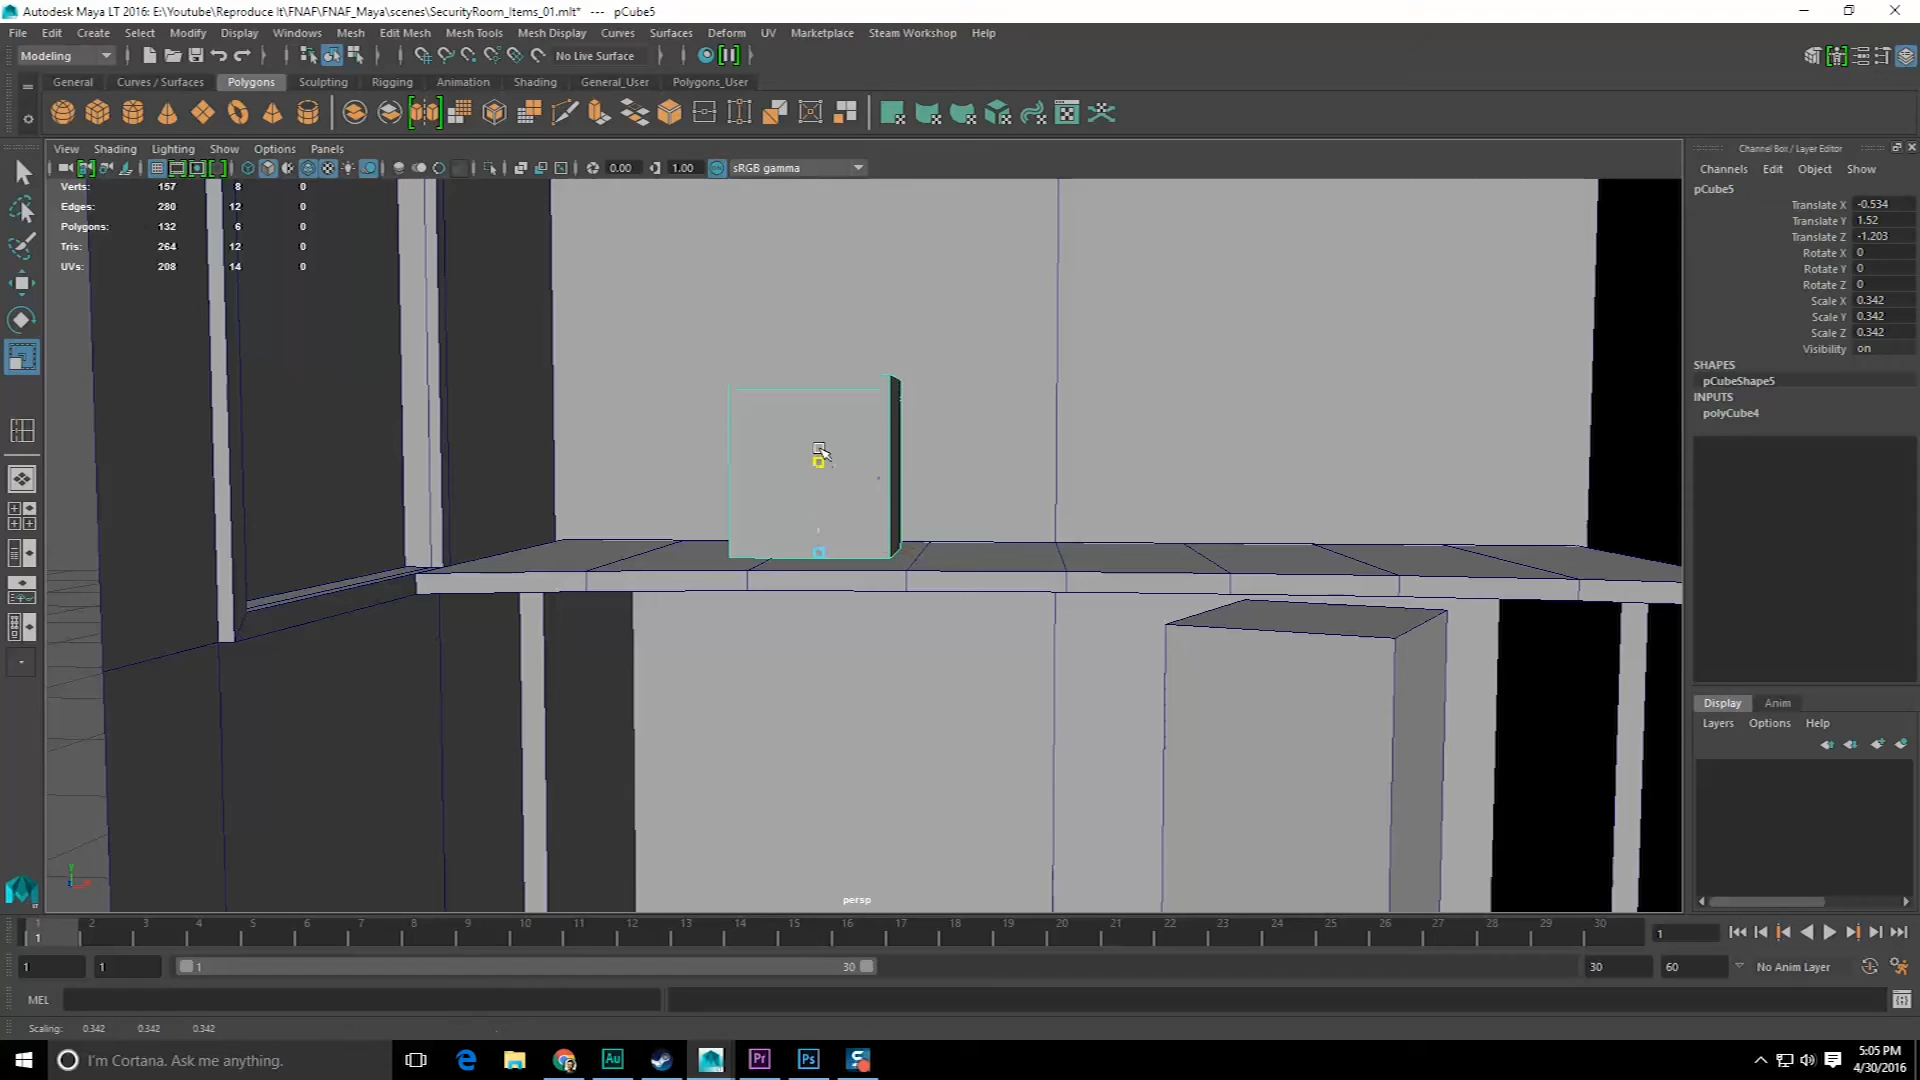 Autodesk Maya LT 2016: E:\Youtube\Reproduce It\FNAF\FNAF_Maya\scenes\SecurityRoom_Items_01.mlt* --- pCube5
File Edit Create Select Modify Display Windows Mesh Edit Mesh Mesh Tools Mesh Display Curves Surfaces Deform UV Marketplace Steam Workshop Help
Modeling No Live Surface
General Curves / Surfaces Polygons Sculpting Rigging Animation Shading General_User Polygons_User
View Shading Lighting Show Options Panels
0.00 1.00 sRGB gamma
Verts: 157 8 0
Edges: 280 12 0
Polygons: 132 6 0
Tris: 264 12 0
UVs: 208 14 0
persp
Channel Box / Layer Editor
Channels Edit Object Show
pCube5
Translate X -0.534
Translate Y 1.52
Translate Z -1.203
Rotate X 0
Rotate Y 0
Rotate Z 0
Scale X 0.342
Scale Y 0.342
Scale Z 0.342
Visibility on
SHAPES
pCubeShape5
INPUTS
polyCube4
Display Anim
Layers Options Help
1 2 3 4 5 6 7 8 9 10 11 12 13 14 15 16 17 18 19 20 21 22 23 24 25 26 27 28 29 30
1 1
1 1 1 30 30 60 No Anim Layer
MEL
Scaling: 0.342 0.342 0.342
I'm Cortana. Ask me anything.
Au Pr Ps
5:05 PM
4/30/2016